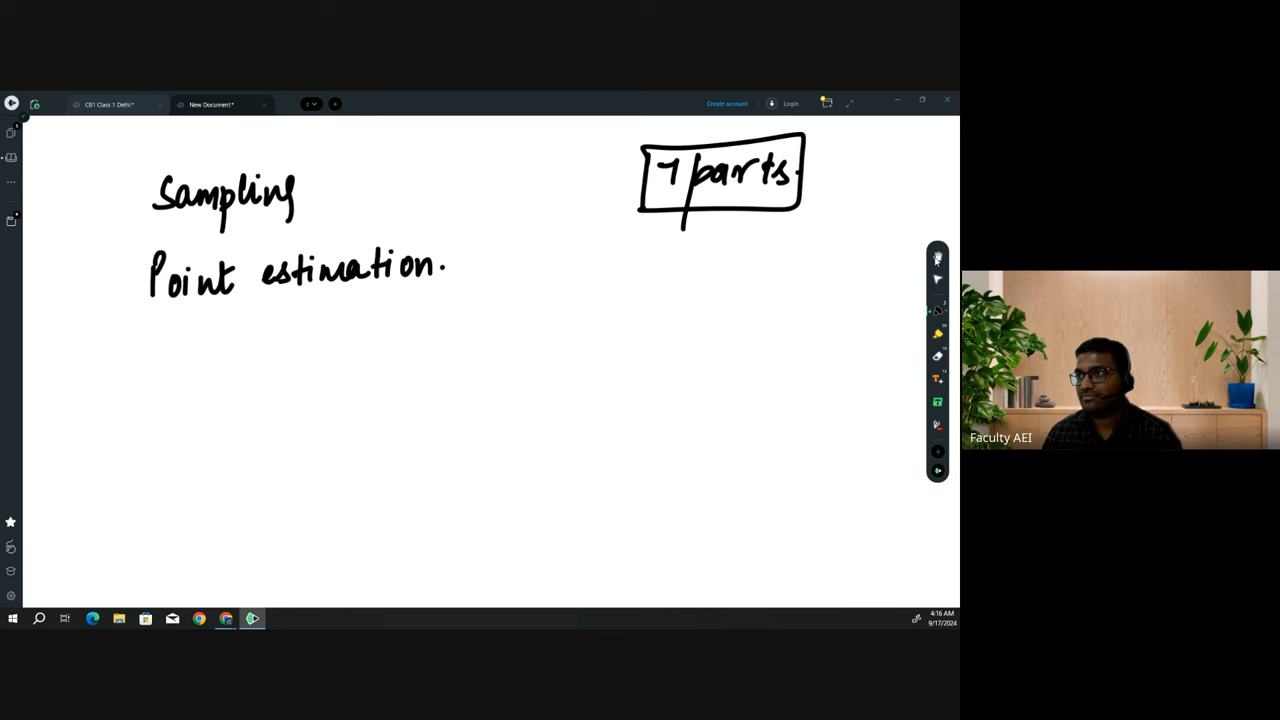 CB1 Class 1 Delhi*
New Document*
2
Create account
Login
Sampling
7 parts.
Point estimation.
Faculty AEI
4:16 AM
9/17/2024